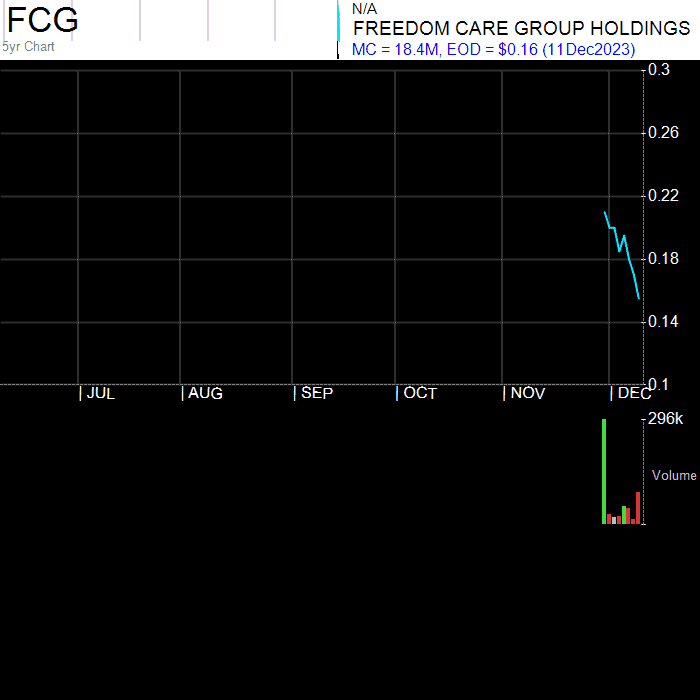 FCG
5yr Chart
N/A
FREEDOM CARE GROUP HOLDINGS
MC = 18.4M, EOD = $0.16 (11Dec2023)
0.3
0.26
0.22
0.18
0.14
0.1
| JUL | AUG | SEP | OCT | NOV | DEC
296k
Volume